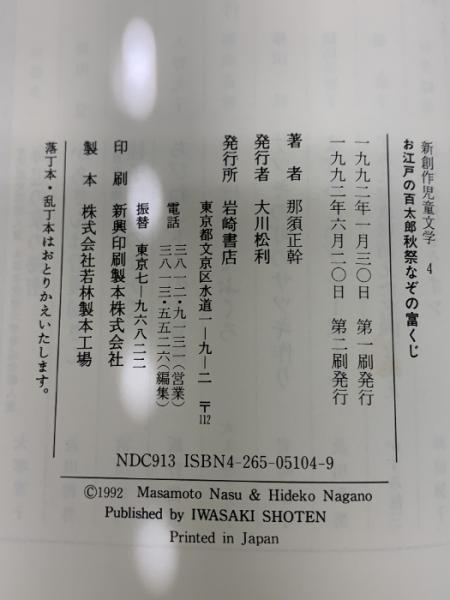 新創作児童文学 4
お江戸の百太郎秋祭なぞの富くじ
一九九二年一月三〇日 第一刷発行
一九九二年六月二〇日 第二刷発行
著者 那須正幹
発行者 大川松利
発行所 岩崎書店
東京都文京区水道一—九—二 〒112
電話 三八一二・九一三一(営業)
三八一三・五五二六(編集)
振替 東京七—九六八二二
印刷 新興印刷製本株式会社
製本 株式会社若林製本工場
落丁本・乱丁本はおとりかえいたします。
NDC913 ISBN4-265-05104-9
©1992 Masamoto Nasu & Hideko Nagano
Published by IWASAKI SHOTEN
Printed in Japan